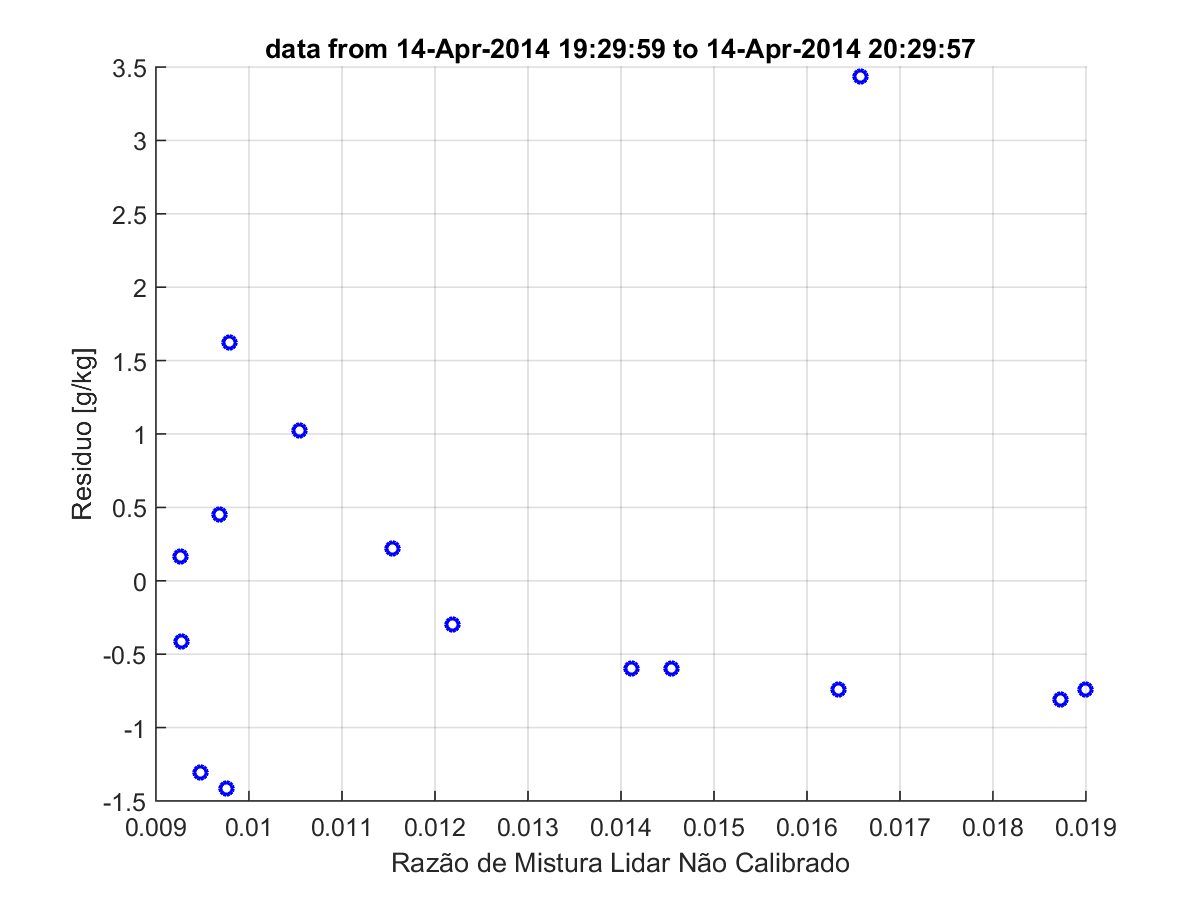 data from 14-Apr-2014 19:29:59 to 14-Apr-2014 20:29:57
3.5
3
2.5
2
1.5
1
0.5
0
-0.5
-1
-1.5
Residuo [g/kg]
0.009 0.01 0.011 0.012 0.013 0.014 0.015 0.016 0.017 0.018 0.019
Razão de Mistura Lidar Não Calibrado